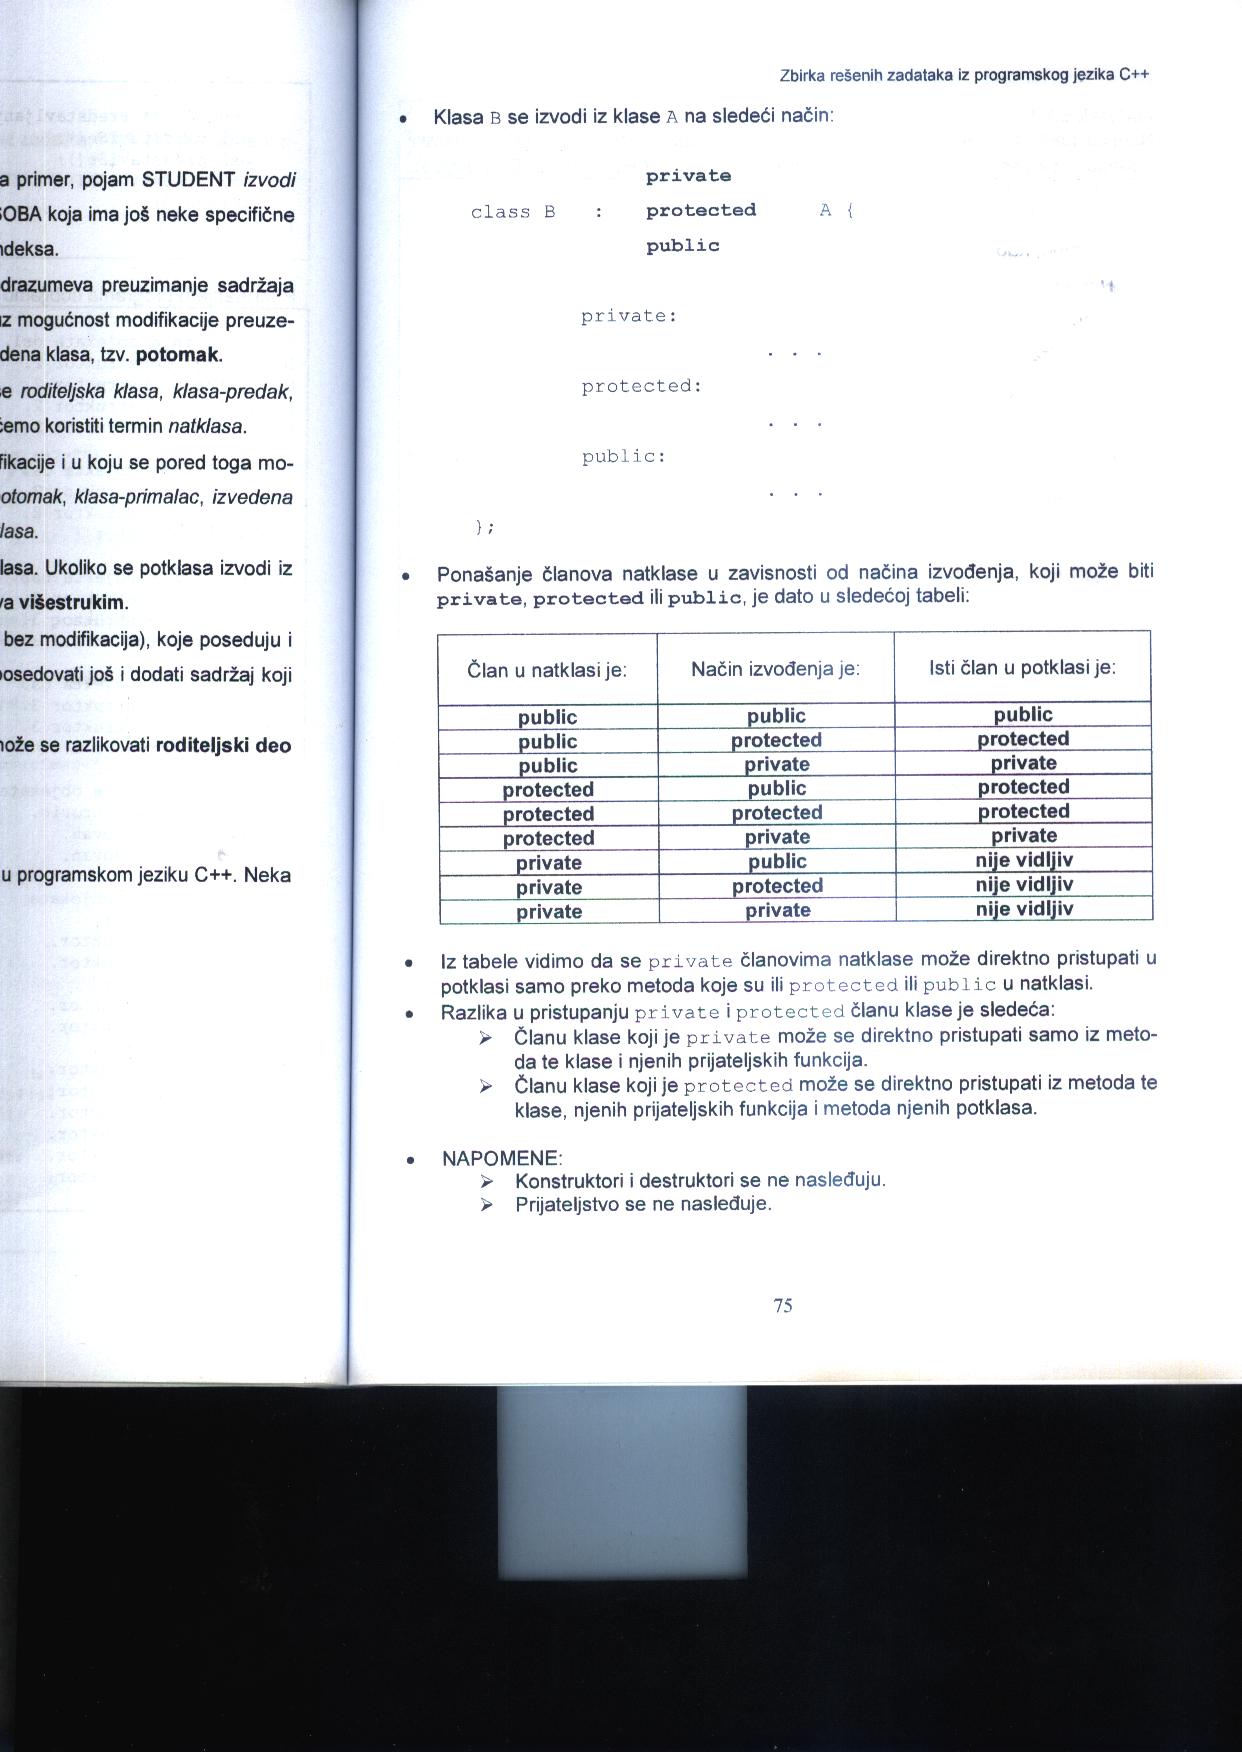 a primer, pojam STUDENT izvodi
OBA koja ima još neke specifične
deksa.
drazumeva preuzimanje sadržaja
z mogućnost modifikacije preuze-
dena klasa, tzv. potomak.
e roditeljska klasa, klasa-predak,
ćemo koristiti termin natklasa.
fikacije i u koju se pored toga mo-
otomak, klasa-primalac, izvedena
lasa.
lasa. Ukoliko se potklasa izvodi iz
va višestrukim.
bez modifikacija), koje poseduju i
posedovati još i dodati sadržaj koji
može se razlikovati roditeljski deo
u programskom jeziku C++. Neka
Zbirka rešenih zadataka iz programskog jezika C++
• Klasa B se izvodi iz klase A na sledeći način:
private
class B : protected A {
public
private:
. . .
protected:
. . .
public:
. . .
};
• Ponašanje članova natklase u zavisnosti od načina izvođenja, koji može biti
private, protected ili public, je dato u sledećoj tabeli:
Član u natklasi je: Način izvođenja je: Isti član u potklasi je:
public public public
public protected protected
public private private
protected public protected
protected protected protected
protected private private
private public nije vidljiv
private protected nije vidljiv
private private nije vidljiv
• Iz tabele vidimo da se private članovima natklase može direktno pristupati u
potklasi samo preko metoda koje su ili protected ili public u natklasi.
• Razlika u pristupanju private i protected članu klase je sledeća:
➢ Članu klase koji je private može se direktno pristupati samo iz meto-
da te klase i njenih prijateljskih funkcija.
➢ Članu klase koji je protected može se direktno pristupati iz metoda te
klase, njenih prijateljskih funkcija i metoda njenih potklasa.
• NAPOMENE:
➢ Konstruktori i destruktori se ne nasleđuju.
➢ Prijateljstvo se ne nasleđuje.
75